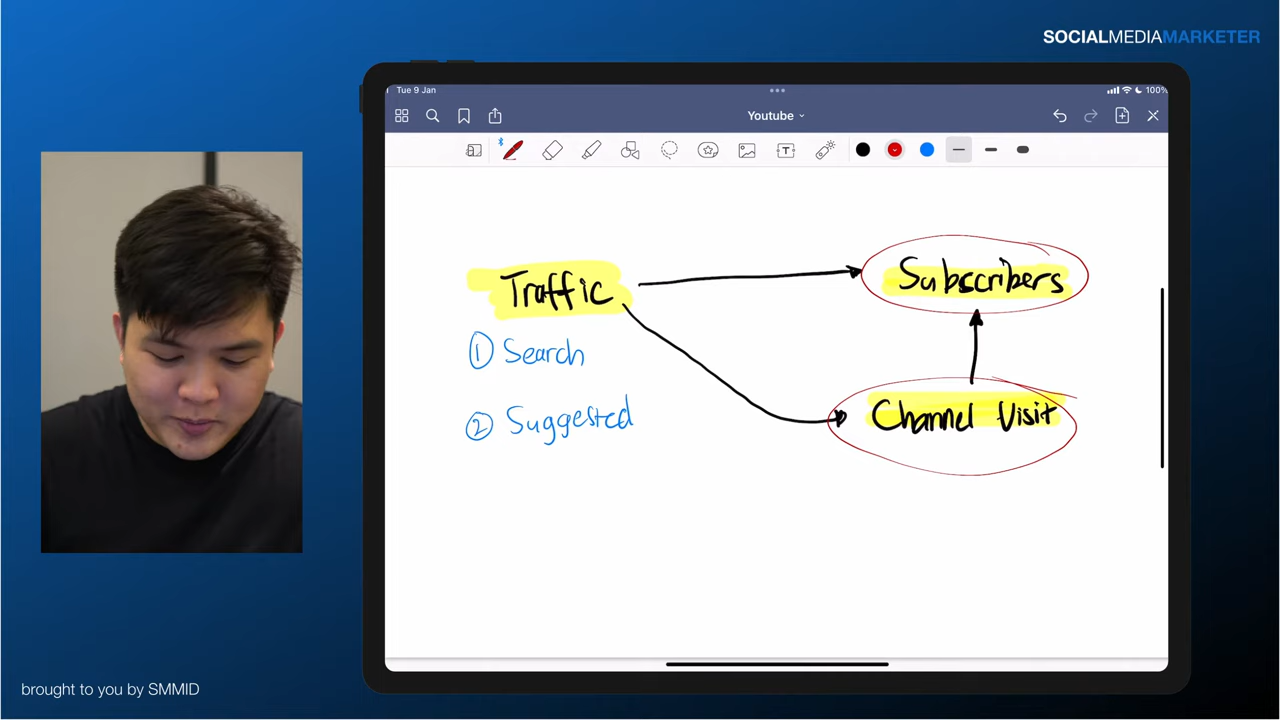 SOCIALMEDIAMARKETER
Tue 9 Jan
100%
Youtube
T
Traffic
Subscribers
① Search
② Suggested
Channel Visit
brought to you by SMMID